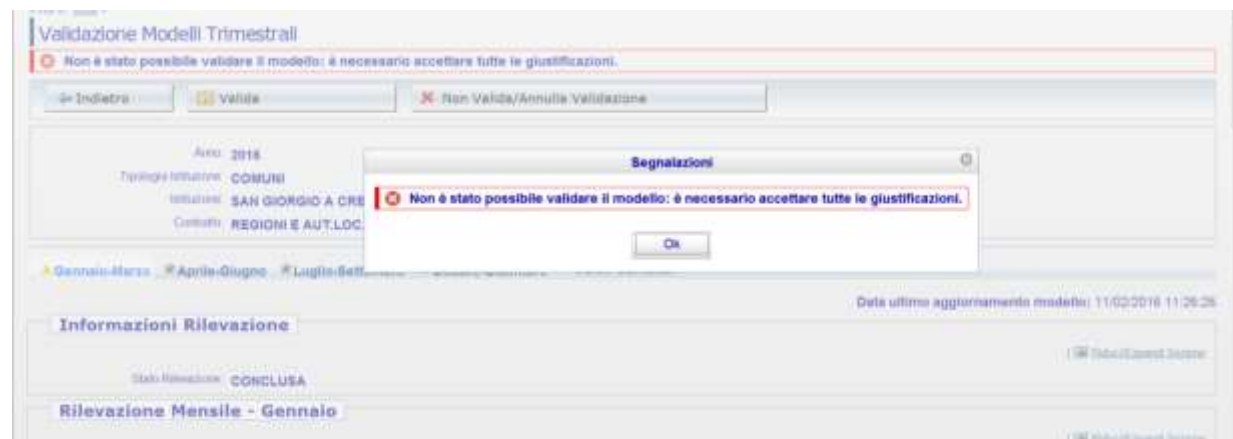 Validazione Modelli Trimestrali
Non è stato possibile validare il modello: è necessario accettare tutte le giustificazioni.
Indietro Valida Non Valida/Annulla Validazione
Anno 2016
Tipologia Istituzione COMUNI
Istituzione SAN GIORGIO A CRE
Contratto REGIONI E AUT.LOC.
Segnalazioni
Non è stato possibile validare il modello: è necessario accettare tutte le giustificazioni.
Ok
Gennaio-Marzo Aprile-Giugno Luglio-Sett
Data ultimo aggiornamento modello: 11/02/2016 11:26:26
Informazioni Rilevazione
Stato Rilevazione CONCLUSA
Rilevazione Mensile - Gennaio